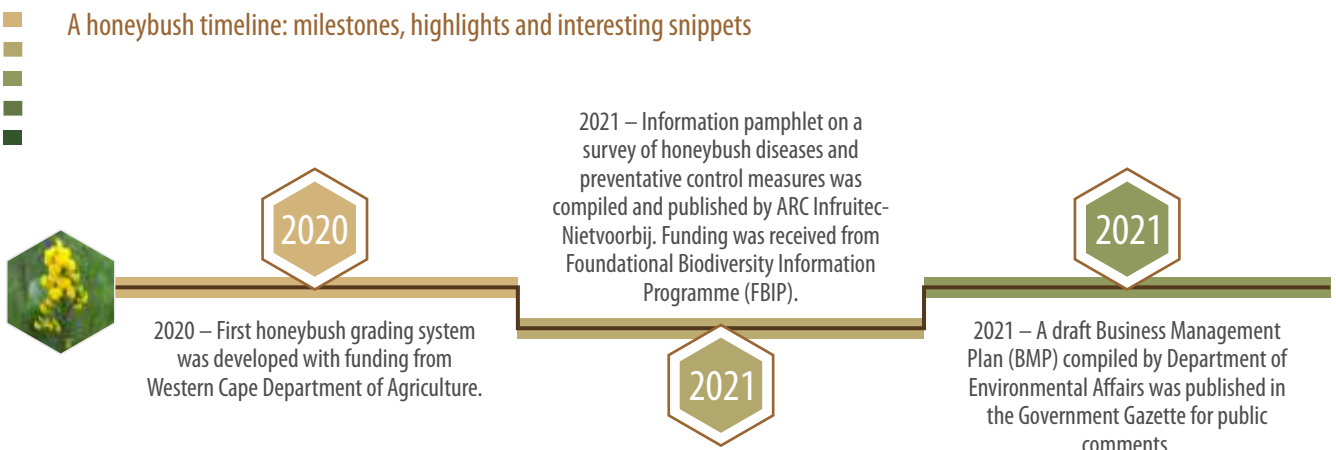 A honeybush timeline: milestones, highlights and interesting snippets
2020
2020 – First honeybush grading system
was developed with funding from
Western Cape Department of Agriculture.
2021 – Information pamphlet on a
survey of honeybush diseases and
preventative control measures was
compiled and published by ARC Infruitec-
Nietvoorbij. Funding was received from
Foundational Biodiversity Information
Programme (FBIP).
2021
2021
2021 – A draft Business Management
Plan (BMP) compiled by Department of
Environmental Affairs was published in
the Government Gazette for public
comments